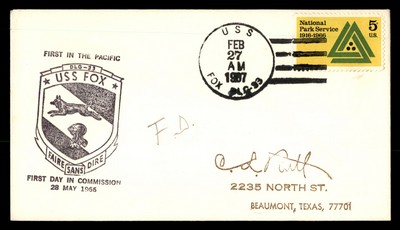 FIRST IN THE PACIFIC
DLG-33
USS FOX
FAIRE SANS DIRE
FIRST DAY IN COMMISSION
28 MAY 1966
USS
FEB
27
AM
1967
FOX DLG-33
National
Park Service
1916-1966
5
U.S.
F.D.
2235 NORTH ST.
BEAUMONT, TEXAS, 77701